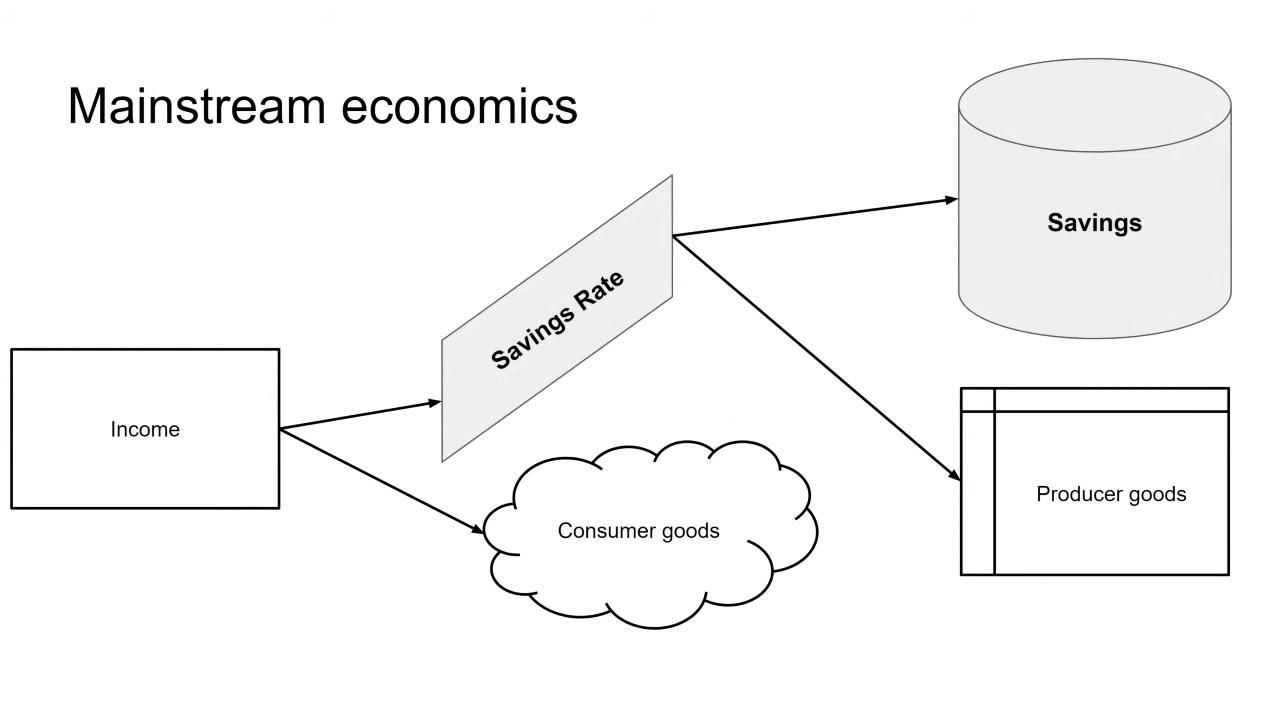 Mainstream economics
Savings
Savings Rate
Income
Producer goods
Consumer goods